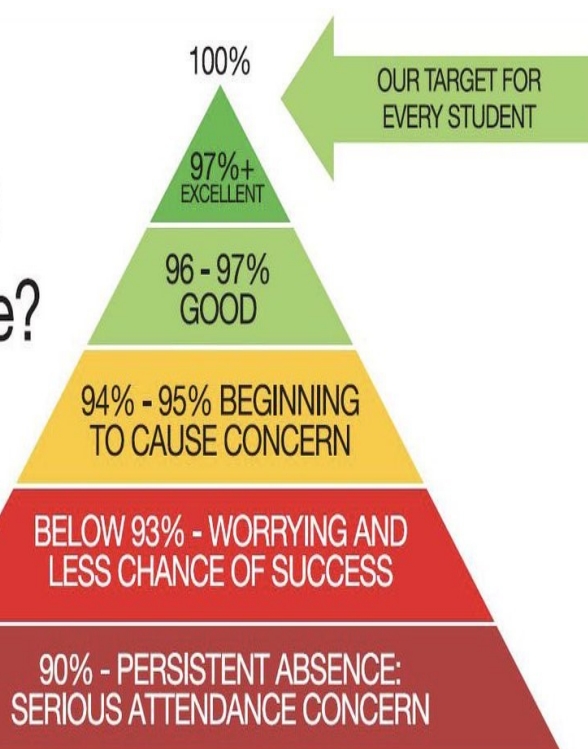 100%
OUR TARGET FOR
EVERY STUDENT
97%+
EXCELLENT
e?
96 - 97%
GOOD
94% - 95% BEGINNING
TO CAUSE CONCERN
BELOW 93% - WORRYING AND
LESS CHANCE OF SUCCESS
90% - PERSISTENT ABSENCE:
SERIOUS ATTENDANCE CONCERN